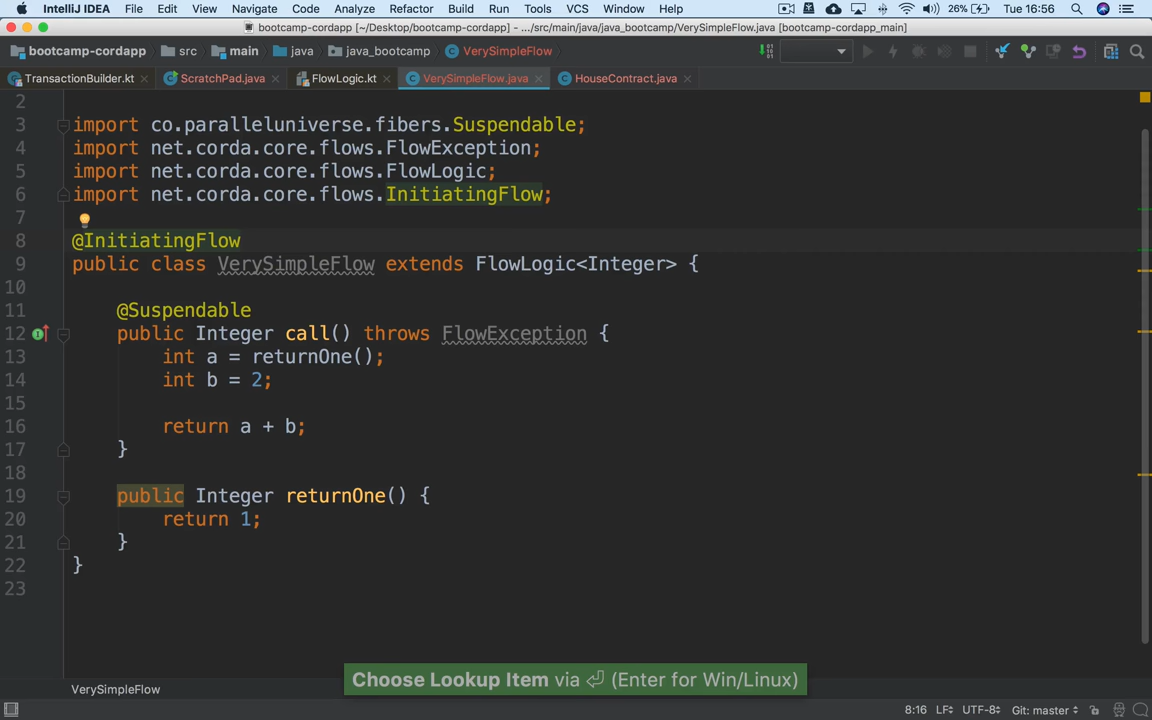 IntelliJ IDEA File Edit View Navigate Code Analyze Refactor Build Run Tools VCS Window Help 26% Tue 16:56
bootcamp-cordapp [~/Desktop/bootcamp-cordapp] - .../src/main/java/java_bootcamp/VerySimpleFlow.java [bootcamp-cordapp_main]
bootcamp-cordapp src main java java_bootcamp VerySimpleFlow
TransactionBuilder.kt ScratchPad.java FlowLogic.kt VerySimpleFlow.java HouseContract.java
2
3 import co.paralleluniverse.fibers.Suspendable;
4 import net.corda.core.flows.FlowException;
5 import net.corda.core.flows.FlowLogic;
6 import net.corda.core.flows.InitiatingFlow;
7
8 @InitiatingFlow
9 public class VerySimpleFlow extends FlowLogic<Integer> {
10
11 @Suspendable
12 public Integer call() throws FlowException {
13 int a = returnOne();
14 int b = 2;
15
16 return a + b;
17 }
18
19 public Integer returnOne() {
20 return 1;
21 }
22 }
23
Choose Lookup Item via ⏎ (Enter for Win/Linux)
VerySimpleFlow
8:16 LF UTF-8 Git: master